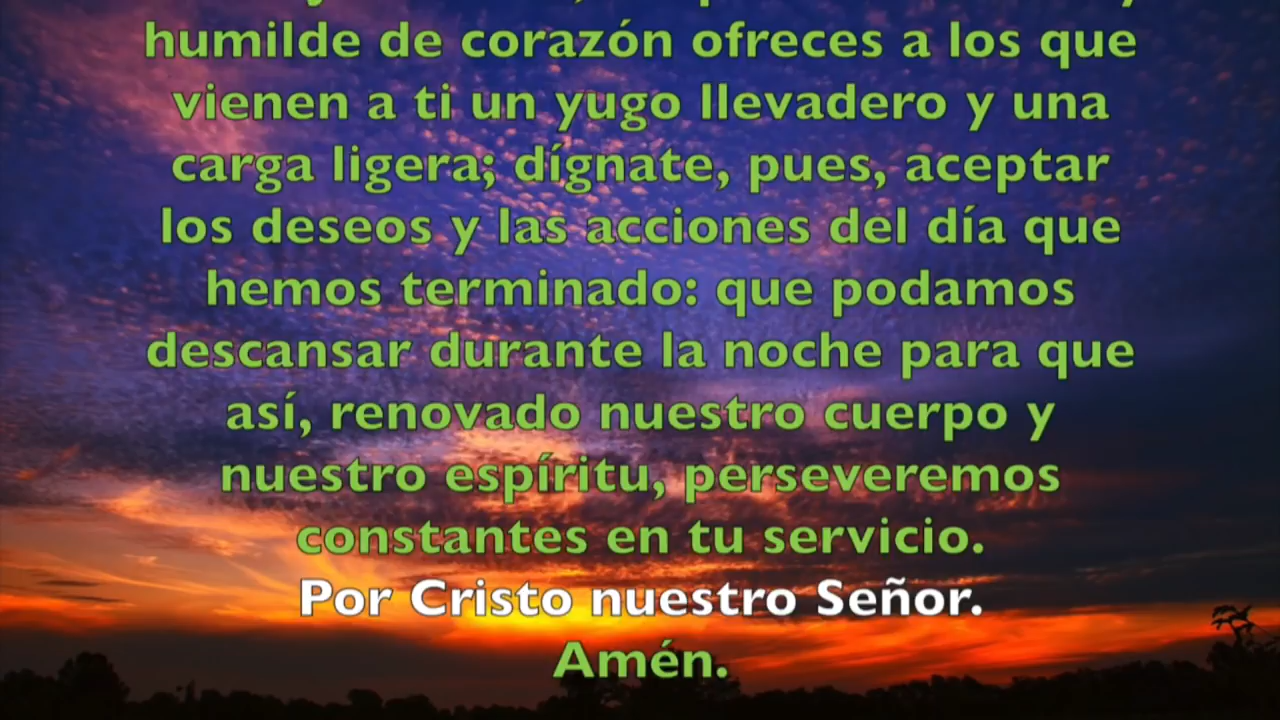 humilde de corazón ofreces a los que
vienen a ti un yugo llevadero y una
carga ligera; dígnate, pues, aceptar
los deseos y las acciones del día que
hemos terminado: que podamos
descansar durante la noche para que
así, renovado nuestro cuerpo y
nuestro espíritu, perseveremos
constantes en tu servicio.
Por Cristo nuestro Señor.
Amén.